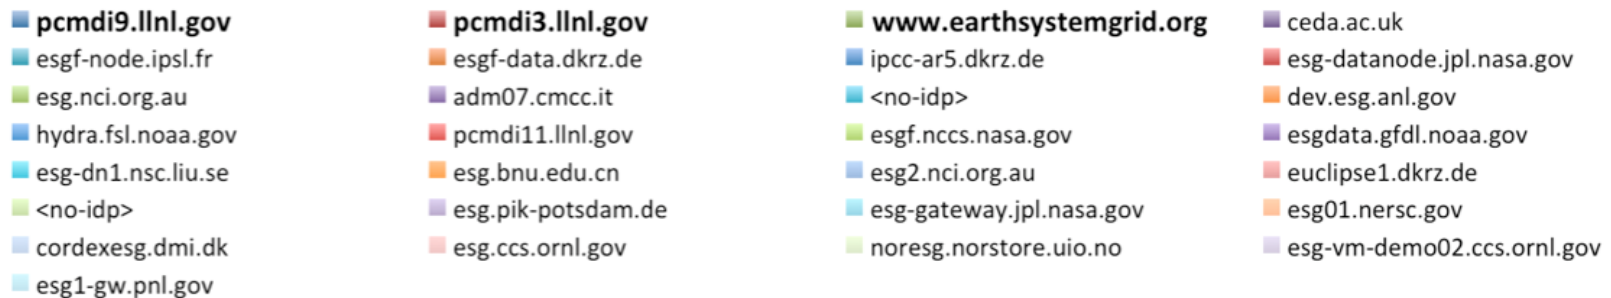 pcmdi9.llnl.gov pcmdi3.llnl.gov www.earthsystemgrid.org ceda.ac.uk
esgf-node.ipsl.fr esgf-data.dkrz.de ipcc-ar5.dkrz.de esg-datanode.jpl.nasa.gov
esg.nci.org.au adm07.cmcc.it <no-idp> dev.esg.anl.gov
hydra.fsl.noaa.gov pcmdi11.llnl.gov esgf.nccs.nasa.gov esgdata.gfdl.noaa.gov
esg-dn1.nsc.liu.se esg.bnu.edu.cn esg2.nci.org.au euclipse1.dkrz.de
<no-idp> esg.pik-potsdam.de esg-gateway.jpl.nasa.gov esg01.nersc.gov
cordexesg.dmi.dk esg.ccs.ornl.gov noresg.norstore.uio.no esg-vm-demo02.ccs.ornl.gov
esg1-gw.pnl.gov